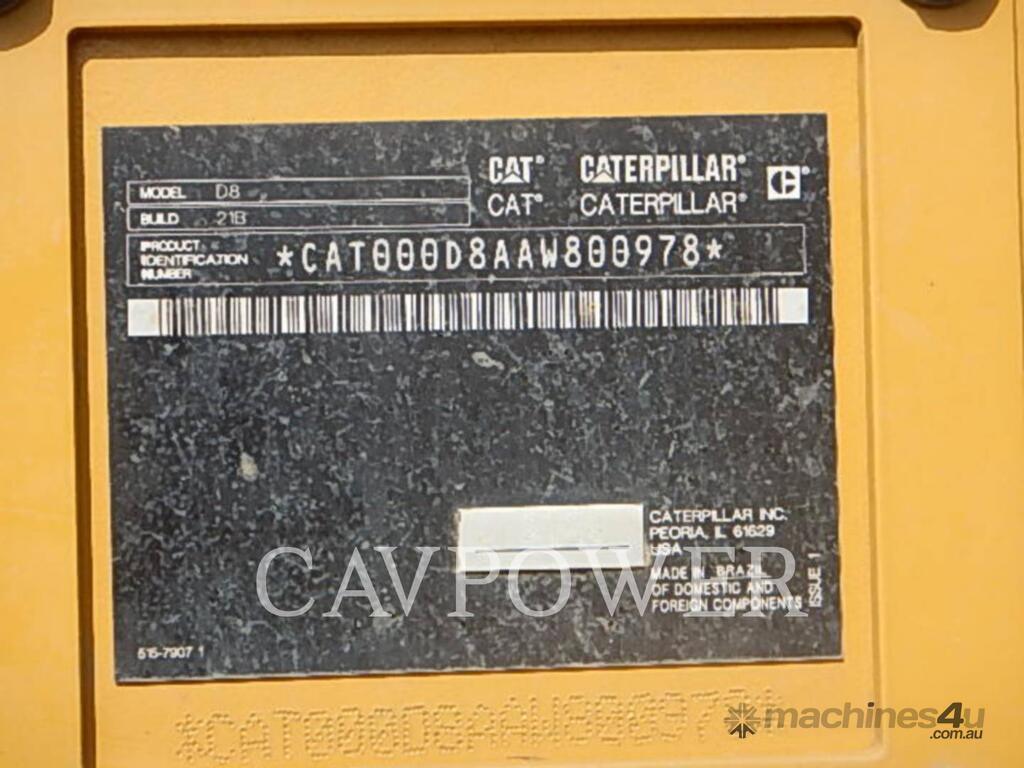 CAT® CATERPILLAR®
CAT® CATERPILLAR®
MODEL D8
BUILD 21B
PRODUCT
IDENTIFICATION
NUMBER
*CAT000D8AAW800978*
CATERPILLAR INC.
PEORIA, IL 61629
USA
MADE IN BRAZIL
OF DOMESTIC AND
FOREIGN COMPONENTS
ISSUE 1
515-7907 1
CAVPOWER
*CAT000D8AAW800978*
machines4u
.com.au